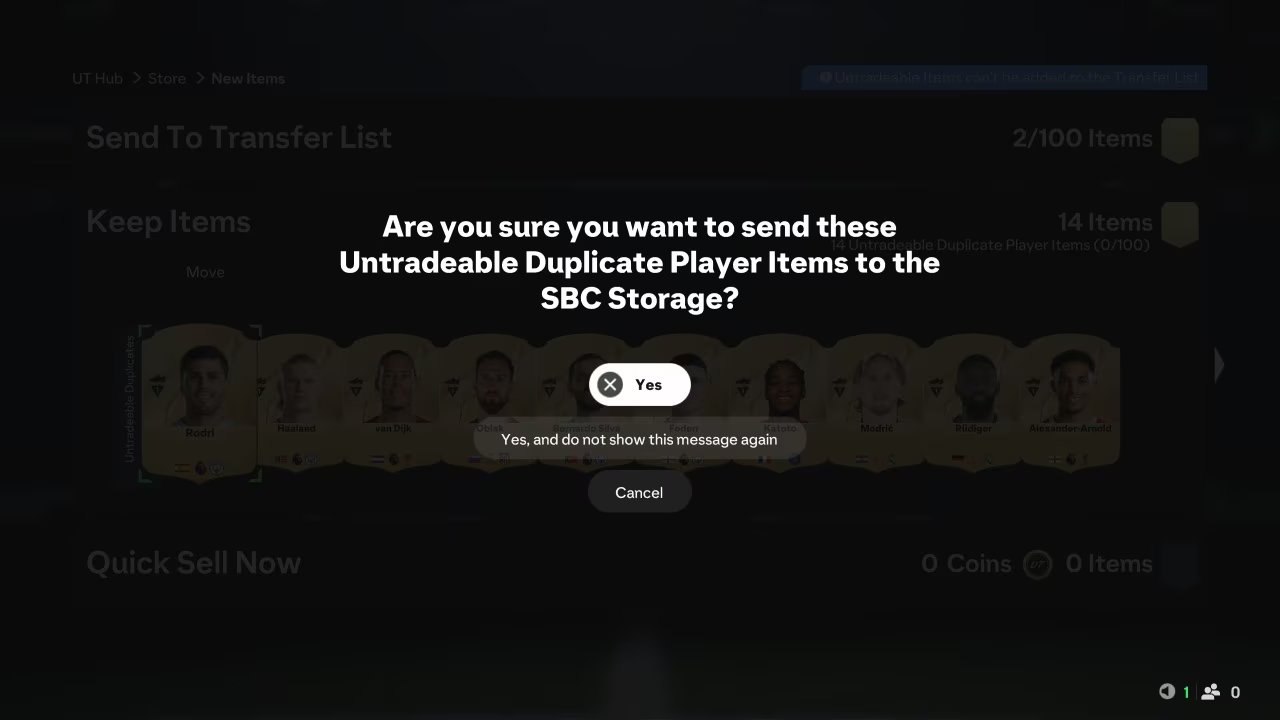 UT Hub > Store > New Items
Untradeable Items can't be added to the Transfer List
Send To Transfer List
2/100 Items
Keep Items
14 Items
14 Untradeable Duplicate Player Items (0/100)
Move
Are you sure you want to send these
Untradeable Duplicate Player Items to the
SBC Storage?
Untradeable Duplicates
Yes
Rodri
Haaland
van Dijk
Oblak
Bernardo Silva
Foden
Katoto
Modrić
Rüdiger
Alexander-Arnold
Yes, and do not show this message again
Cancel
Quick Sell Now
0 Coins
UT
0 Items
1
0